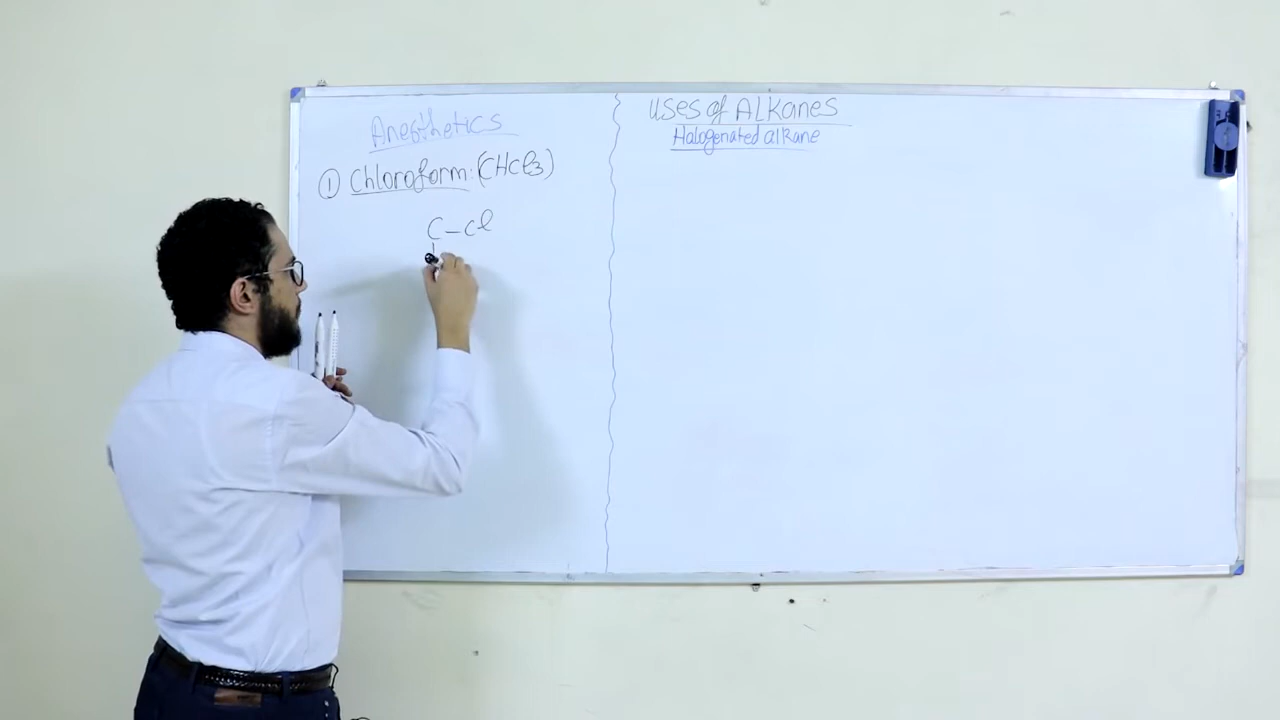 Anesthetics
① Chloroform: (CHCl3)
C-Cl
Uses of Alkanes
Halogenated alkane